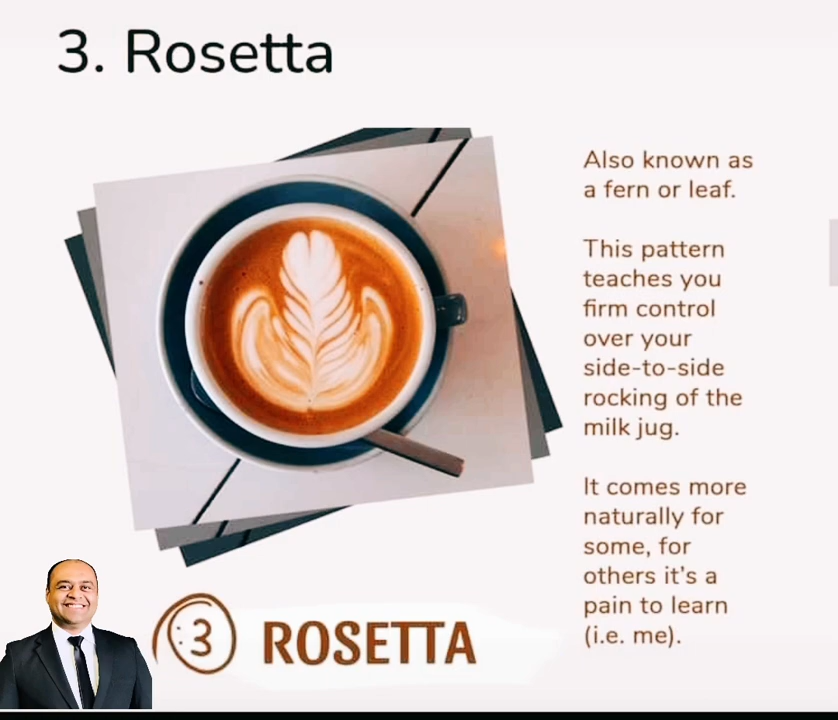 3. Rosetta
Also known as
a fern or leaf.
This pattern
teaches you
firm control
over your
side-to-side
rocking of the
milk jug.
It comes more
naturally for
some, for
others it's a
pain to learn
(i.e. me).
3 ROSETTA